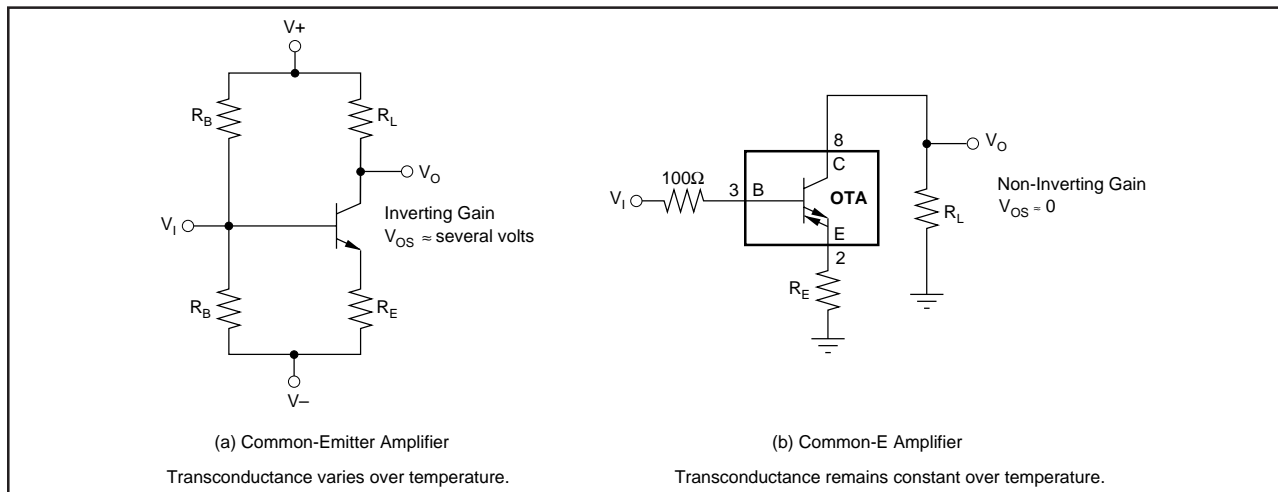 V+
R_B
R_L
V_O
V_I
Inverting Gain
V_OS ≈ several volts
R_B
R_E
V–
(a) Common-Emitter Amplifier
Transconductance varies over temperature.
8
C
V_O
100Ω
3
B
OTA
V_I
Non-Inverting Gain
V_OS ≈ 0
R_L
E
2
R_E
(b) Common-E Amplifier
Transconductance remains constant over temperature.